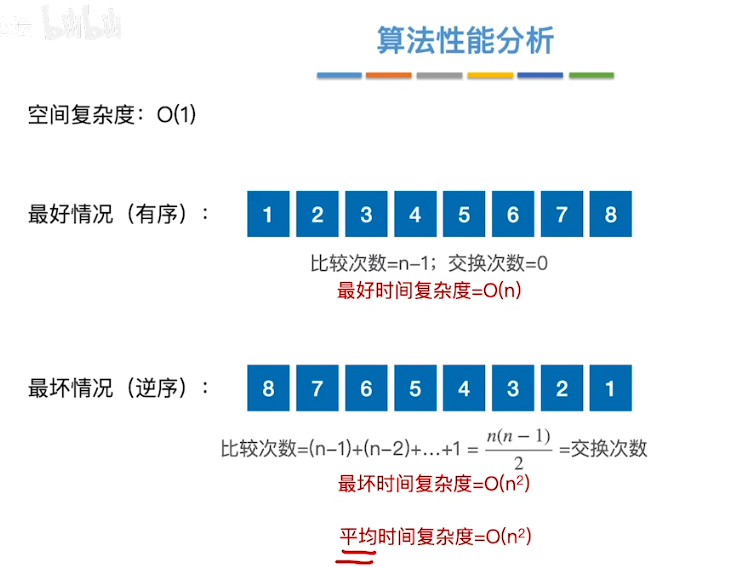 算法性能分析
空间复杂度：O(1)
最好情况（有序）：
1 2 3 4 5 6 7 8
比较次数=n-1；交换次数=0
最好时间复杂度=O(n)
最坏情况（逆序）：
8 7 6 5 4 3 2 1
比较次数=(n-1)+(n-2)+…+1 = n(n − 1)/2 =交换次数
最坏时间复杂度=O(n²)
平均时间复杂度=O(n²)